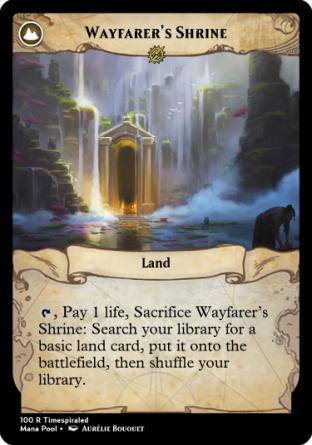 Wayfarer's Shrine
Land
, Pay 1 life, Sacrifice Wayfarer's
Shrine: Search your library for a
basic land card, put it onto the
battlefield, then shuffle your
library.
100 R Timespiraled
Mana Pool • Aurélie Bouquet